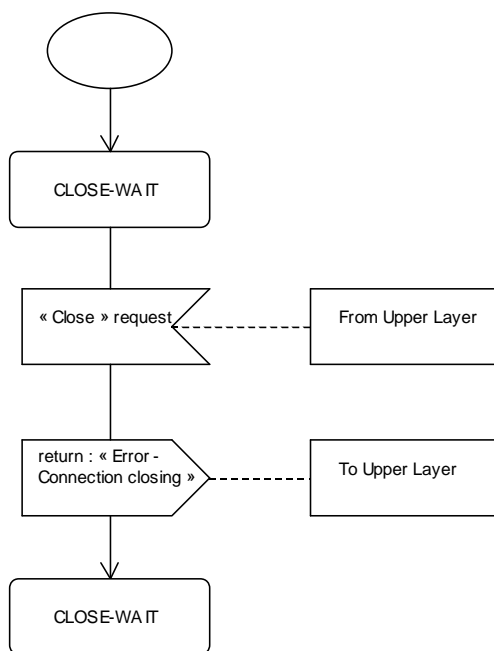 CLOSE-WAIT
« Close » request
From Upper Layer
return : « Error -
Connection closing »
To Upper Layer
CLOSE-WAIT